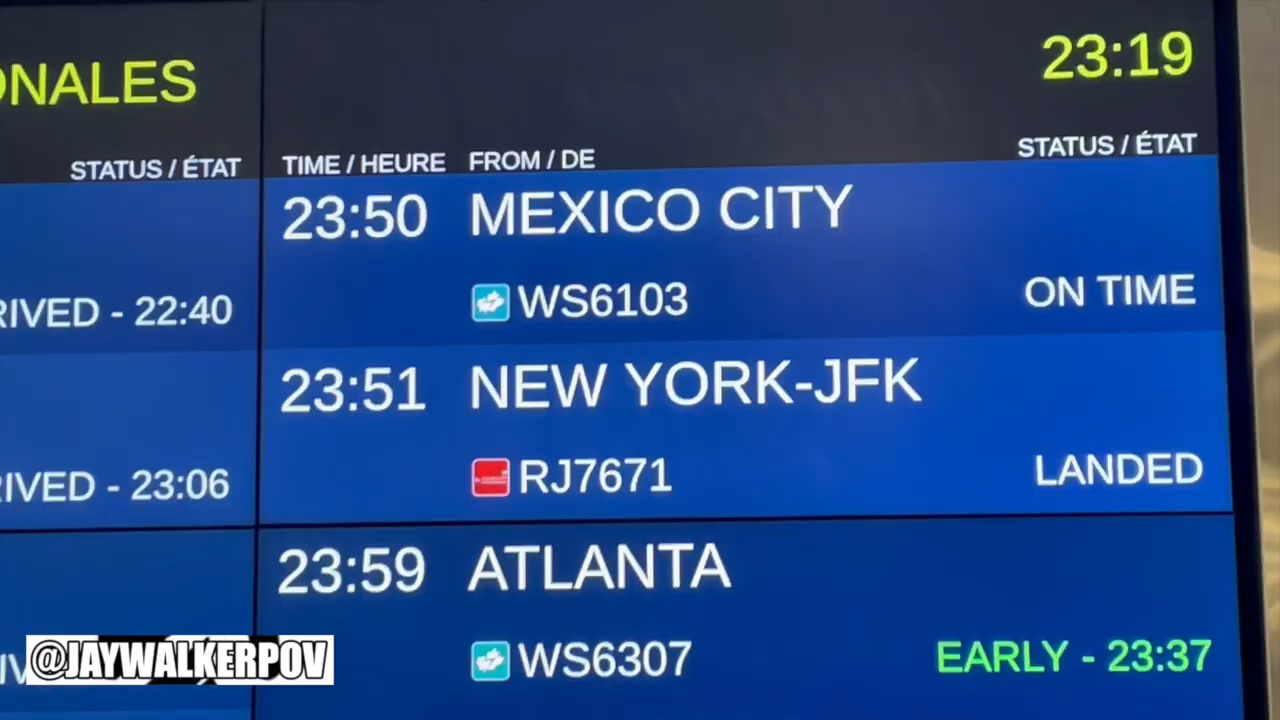 ONALES
23:19
STATUS / ÉTAT
TIME / HEURE FROM / DE STATUS / ÉTAT
23:50 MEXICO CITY
RIVED - 22:40
WS6103 ON TIME
23:51 NEW YORK-JFK
RIVED - 23:06
RJ7671 LANDED
23:59 ATLANTA
WS6307 EARLY - 23:37
@JAYWALKERPOV